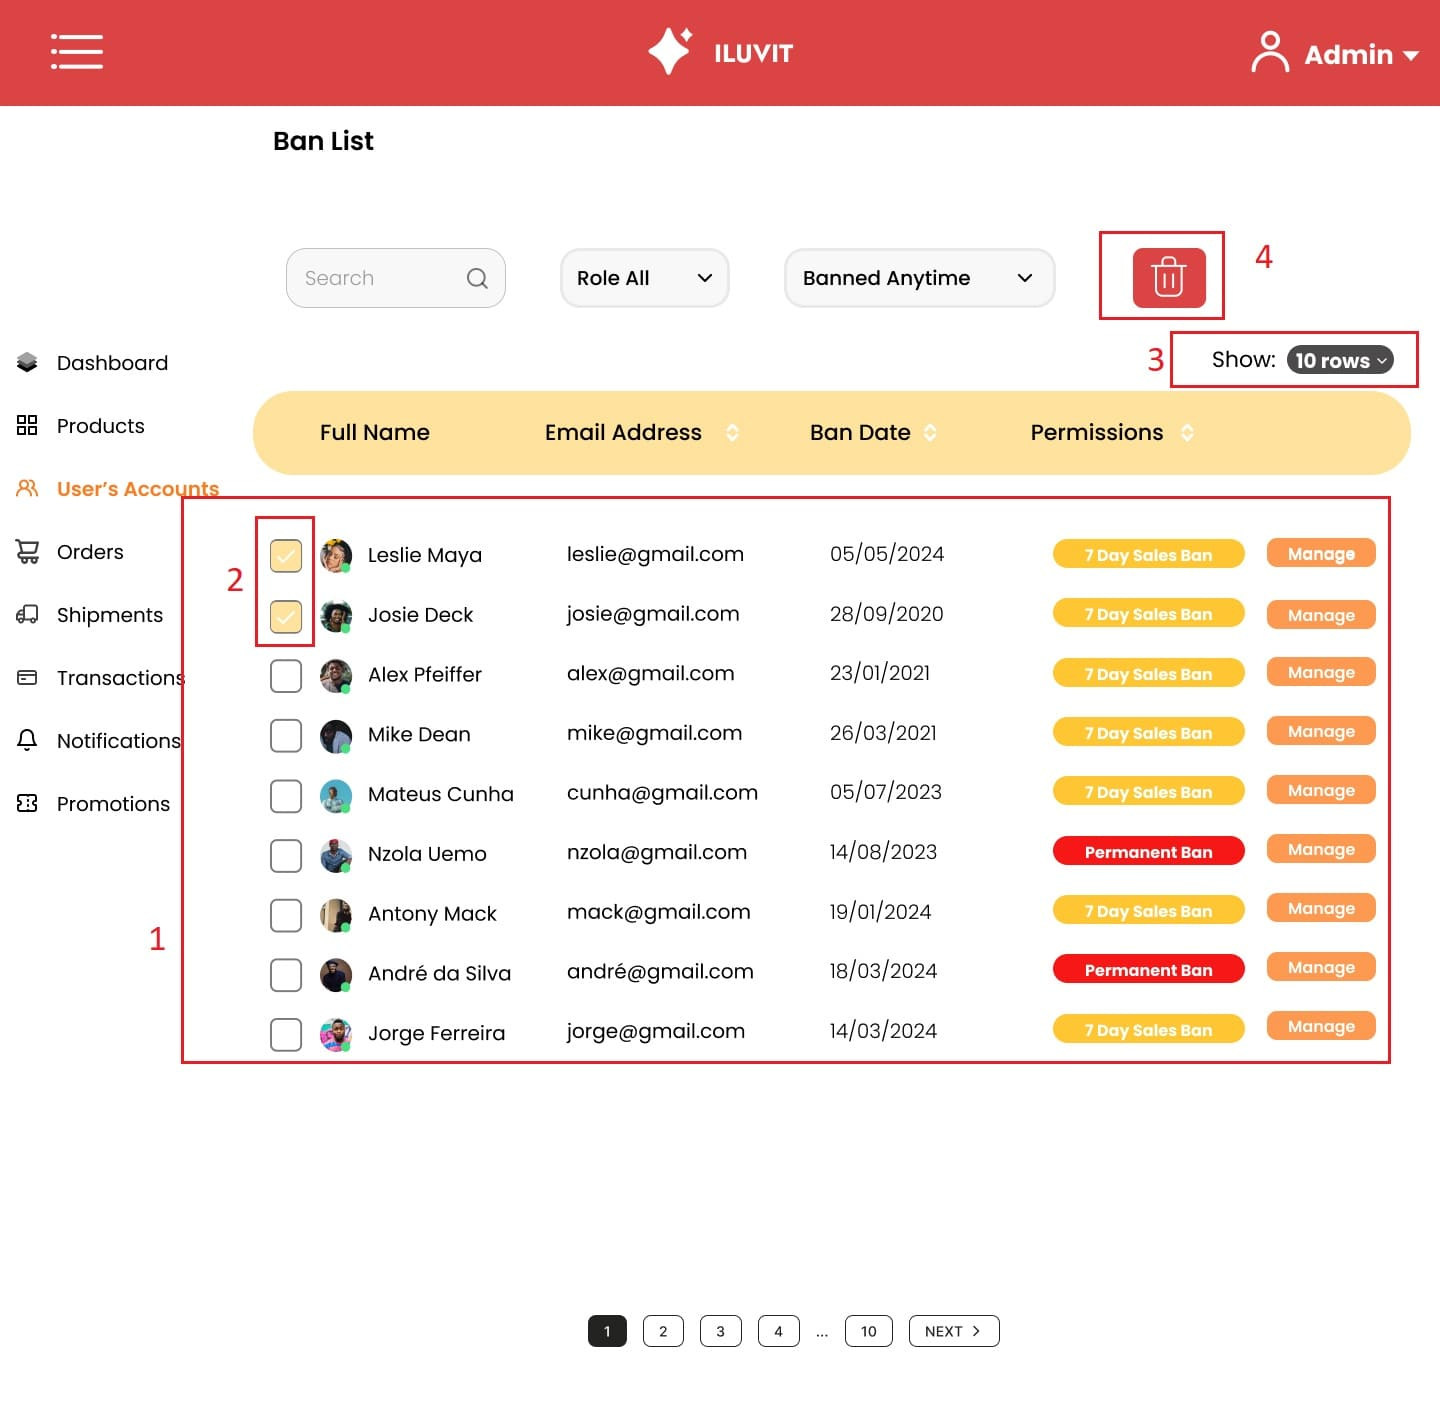 ILUVIT
Admin
Ban List
Search
Role All
Banned Anytime
4
3
Show: 10 rows
Dashboard
Products
User’s Accounts
Orders
Shipments
Transactions
Notifications
Promotions
Full Name Email Address Ban Date Permissions
1
2
Leslie Maya leslie@gmail.com 05/05/2024 7 Day Sales Ban Manage
Josie Deck josie@gmail.com 28/09/2020 7 Day Sales Ban Manage
Alex Pfeiffer alex@gmail.com 23/01/2021 7 Day Sales Ban Manage
Mike Dean mike@gmail.com 26/03/2021 7 Day Sales Ban Manage
Mateus Cunha cunha@gmail.com 05/07/2023 7 Day Sales Ban Manage
Nzola Uemo nzola@gmail.com 14/08/2023 Permanent Ban Manage
Antony Mack mack@gmail.com 19/01/2024 7 Day Sales Ban Manage
André da Silva andré@gmail.com 18/03/2024 Permanent Ban Manage
Jorge Ferreira jorge@gmail.com 14/03/2024 7 Day Sales Ban Manage
1 2 3 4 ... 10 NEXT